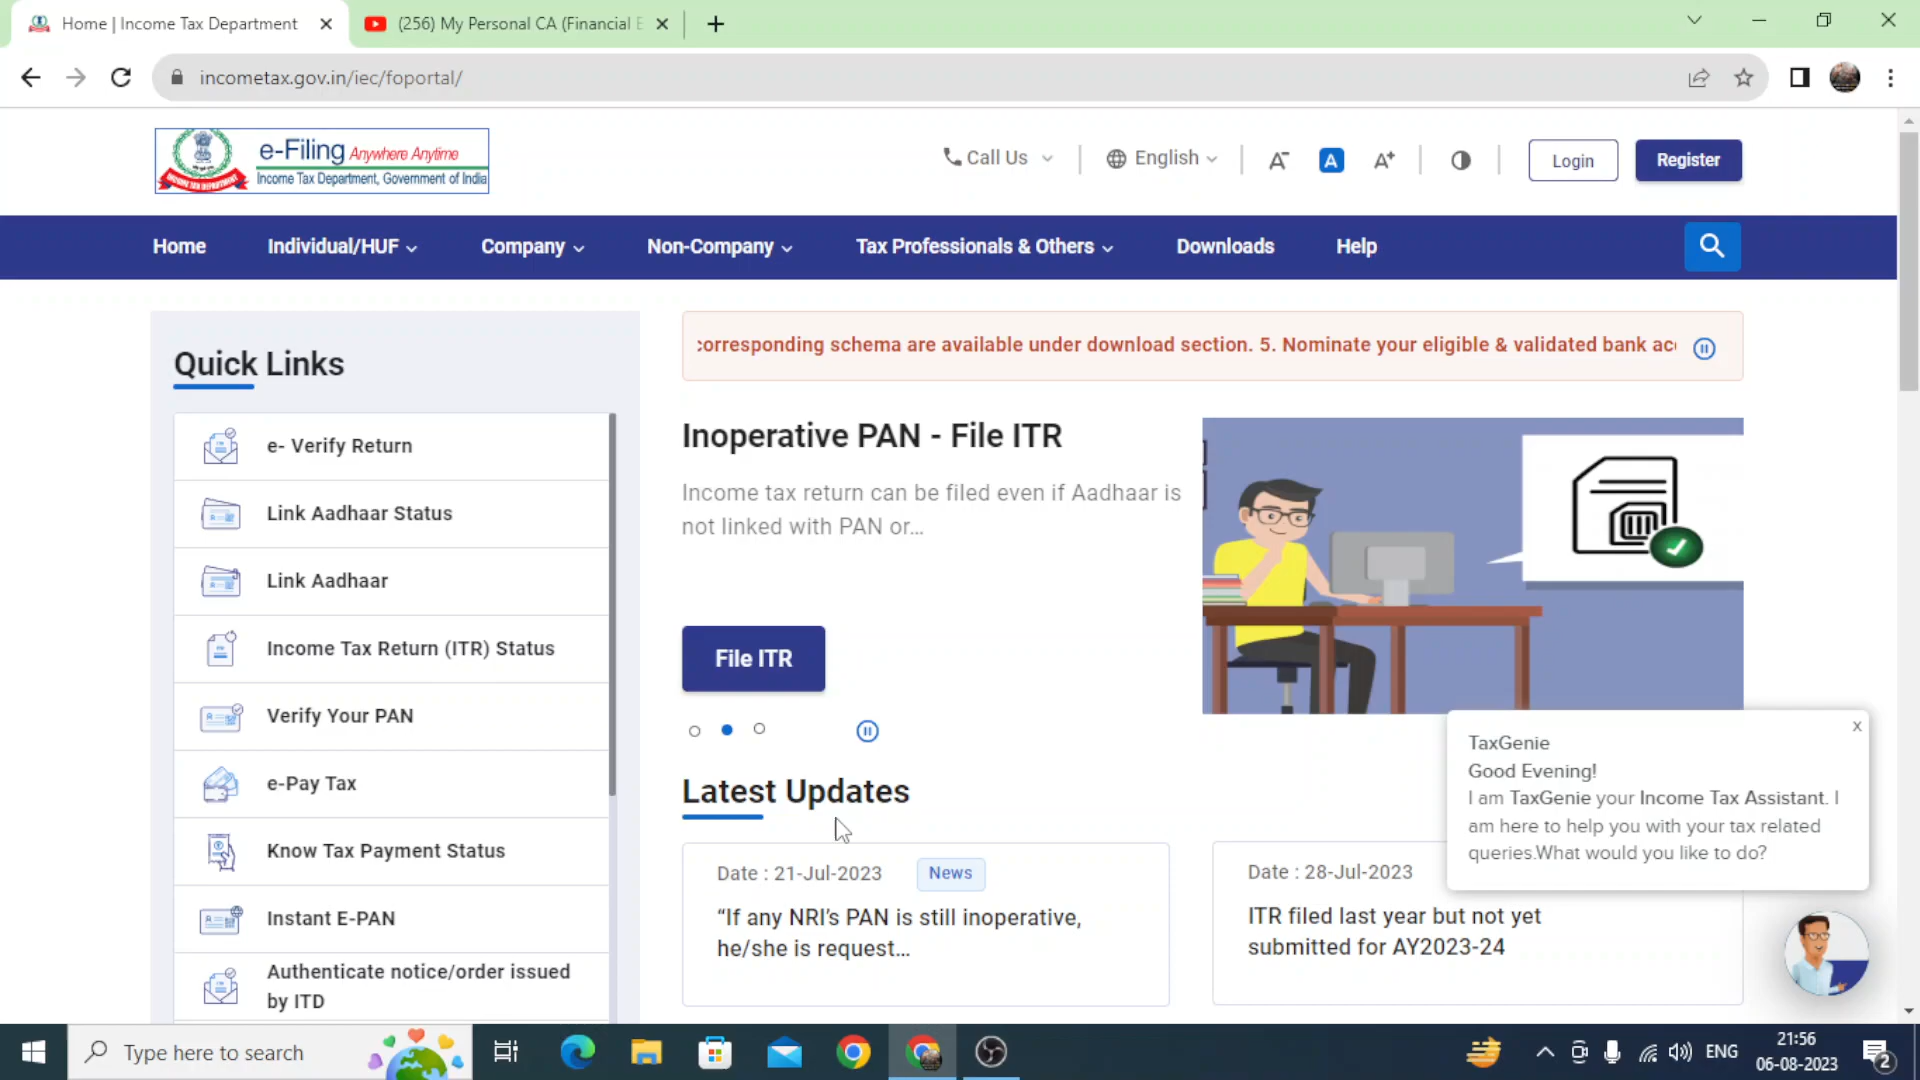 Home | Income Tax Department
(256) My Personal CA (Financial E
incometax.gov.in/iec/foportal/
e-Filing Anywhere Anytime
Income Tax Department, Government of India
INCOME TAX DEPARTMENT
Call Us
English
A-
A
A+
Login
Register
Home
Individual/HUF
Company
Non-Company
Tax Professionals & Others
Downloads
Help
Quick Links
e- Verify Return
Link Aadhaar Status
Link Aadhaar
Income Tax Return (ITR) Status
Verify Your PAN
e-Pay Tax
Know Tax Payment Status
Instant E-PAN
Authenticate notice/order issued
by ITD
corresponding schema are available under download section. 5. Nominate your eligible & validated bank acc
Inoperative PAN - File ITR
Income tax return can be filed even if Aadhaar is
not linked with PAN or...
File ITR
Latest Updates
Date : 21-Jul-2023
News
“If any NRI’s PAN is still inoperative,
he/she is request...
Date : 28-Jul-2023
ITR filed last year but not yet
submitted for AY2023-24
x
TaxGenie
Good Evening!
I am TaxGenie your Income Tax Assistant. I
am here to help you with your tax related
queries.What would you like to do?
Type here to search
ENG
21:56
06-08-2023
2